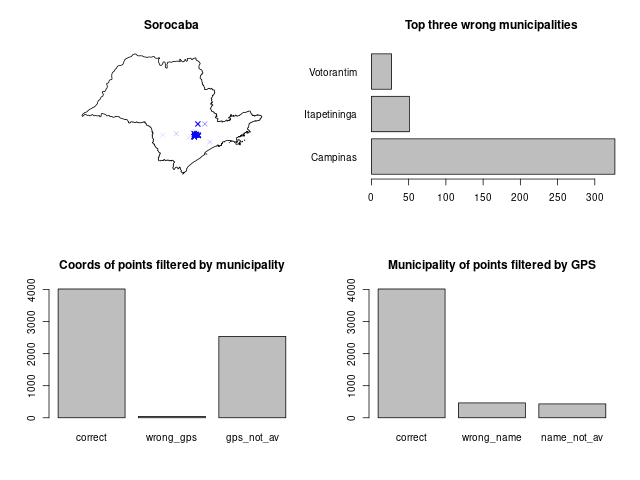 Sorocaba
Top three wrong municipalities
Votorantim
Itapetininga
Campinas
0 50 100 150 200 250 300
Coords of points filtered by municipality
4000
3000
2000
1000
0
correct wrong_gps gps_not_av
Municipality of points filtered by GPS
4000
3000
2000
1000
0
correct wrong_name name_not_av